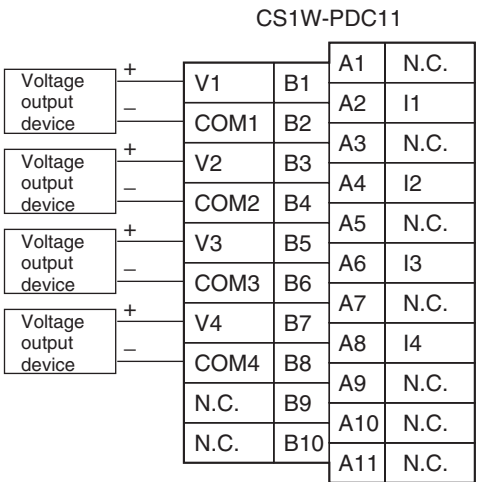 CS1W-PDC11
A1 N.C.
Voltage output device + V1 B1
A2 I1
– COM1 B2
A3 N.C.
Voltage output device + V2 B3
A4 I2
– COM2 B4
A5 N.C.
Voltage output device + V3 B5
A6 I3
– COM3 B6
A7 N.C.
Voltage output device + V4 B7
A8 I4
– COM4 B8
A9 N.C.
N.C. B9
A10 N.C.
N.C. B10
A11 N.C.